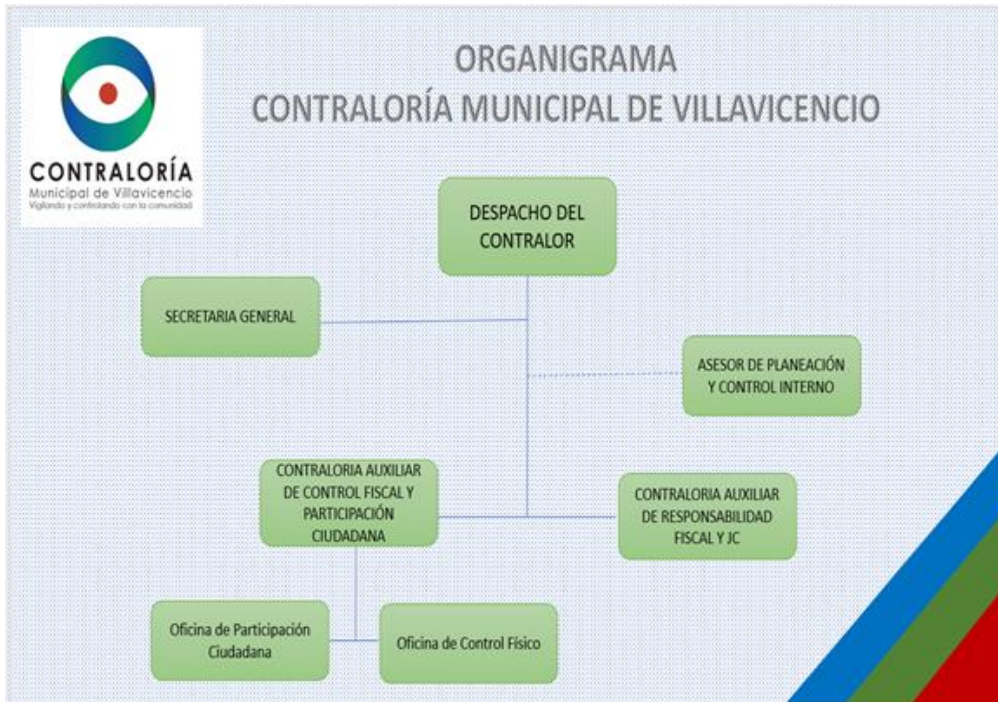 ORGANIGRAMA
CONTRALORÍA MUNICIPAL DE VILLAVICENCIO
CONTRALORÍA
Municipal de Villavicencio
Vigilando y controlando con la comunidad
DESPACHO DEL
CONTRALOR
SECRETARIA GENERAL
ASESOR DE PLANEACIÓN
Y CONTROL INTERNO
CONTRALORIA AUXILIAR
DE CONTROL FISCAL Y
PARTICIPACIÓN
CIUDADANA
CONTRALORIA AUXILIAR
DE RESPONSABILIDAD
FISCAL Y JC
Oficina de Participación
Ciudadana
Oficina de Control Físico